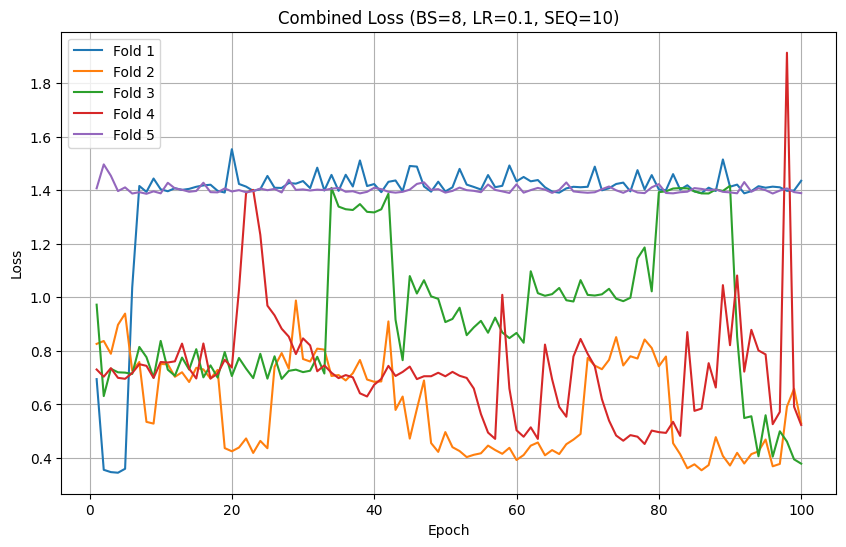 Combined Loss (BS=8, LR=0.1, SEQ=10)
Fold 1
Fold 2
Fold 3
Fold 4
Fold 5
1.8
1.6
1.4
1.2
1.0
0.8
0.6
0.4
Loss
0 20 40 60 80 100
Epoch